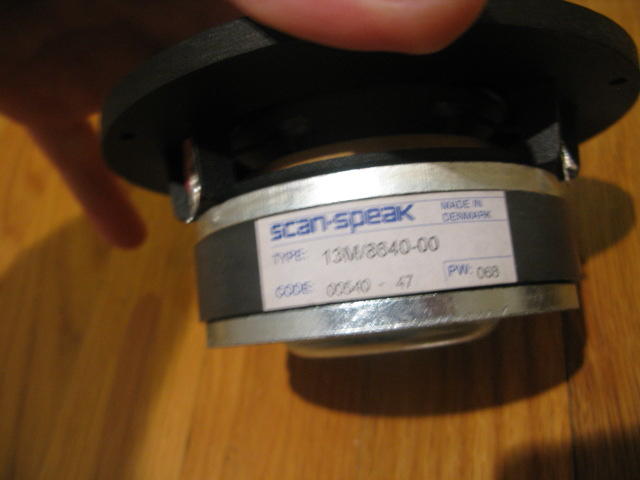 scan-speak
MADE IN
DENMARK
TYPE: 13M/8640-00
CODE: 00540 - 47
PW: 068